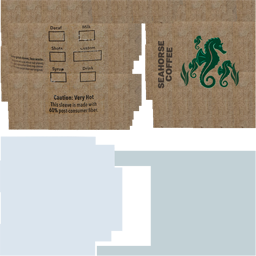 Decaf
Milk
Shots
Custom
Syrup
Drink
Caution: Very Hot
This sleeve is made with
60% post-consumer fiber.
SEAHORSE
COFFEE